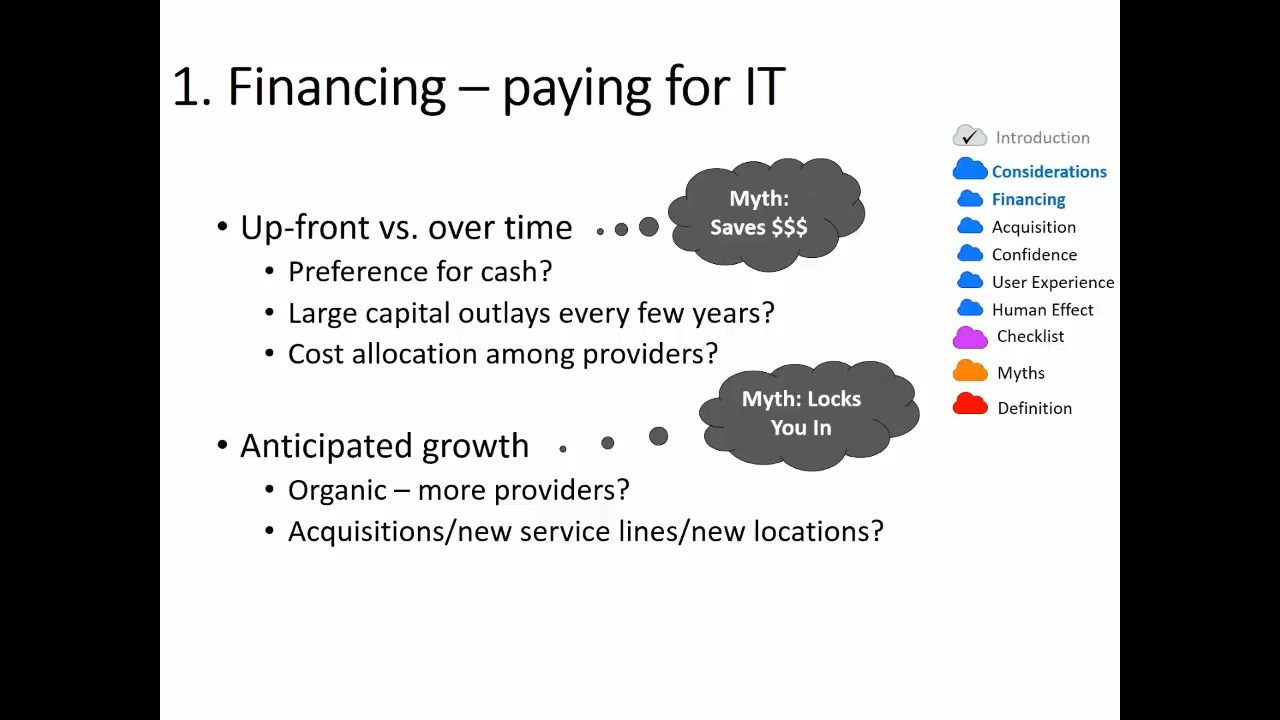 1. Financing – paying for IT
• Up-front vs. over time
Myth:
Saves $$$
• Preference for cash?
• Large capital outlays every few years?
• Cost allocation among providers?
• Anticipated growth
Myth: Locks
You In
• Organic – more providers?
• Acquisitions/new service lines/new locations?
Introduction
Considerations
Financing
Acquisition
Confidence
User Experience
Human Effect
Checklist
Myths
Definition